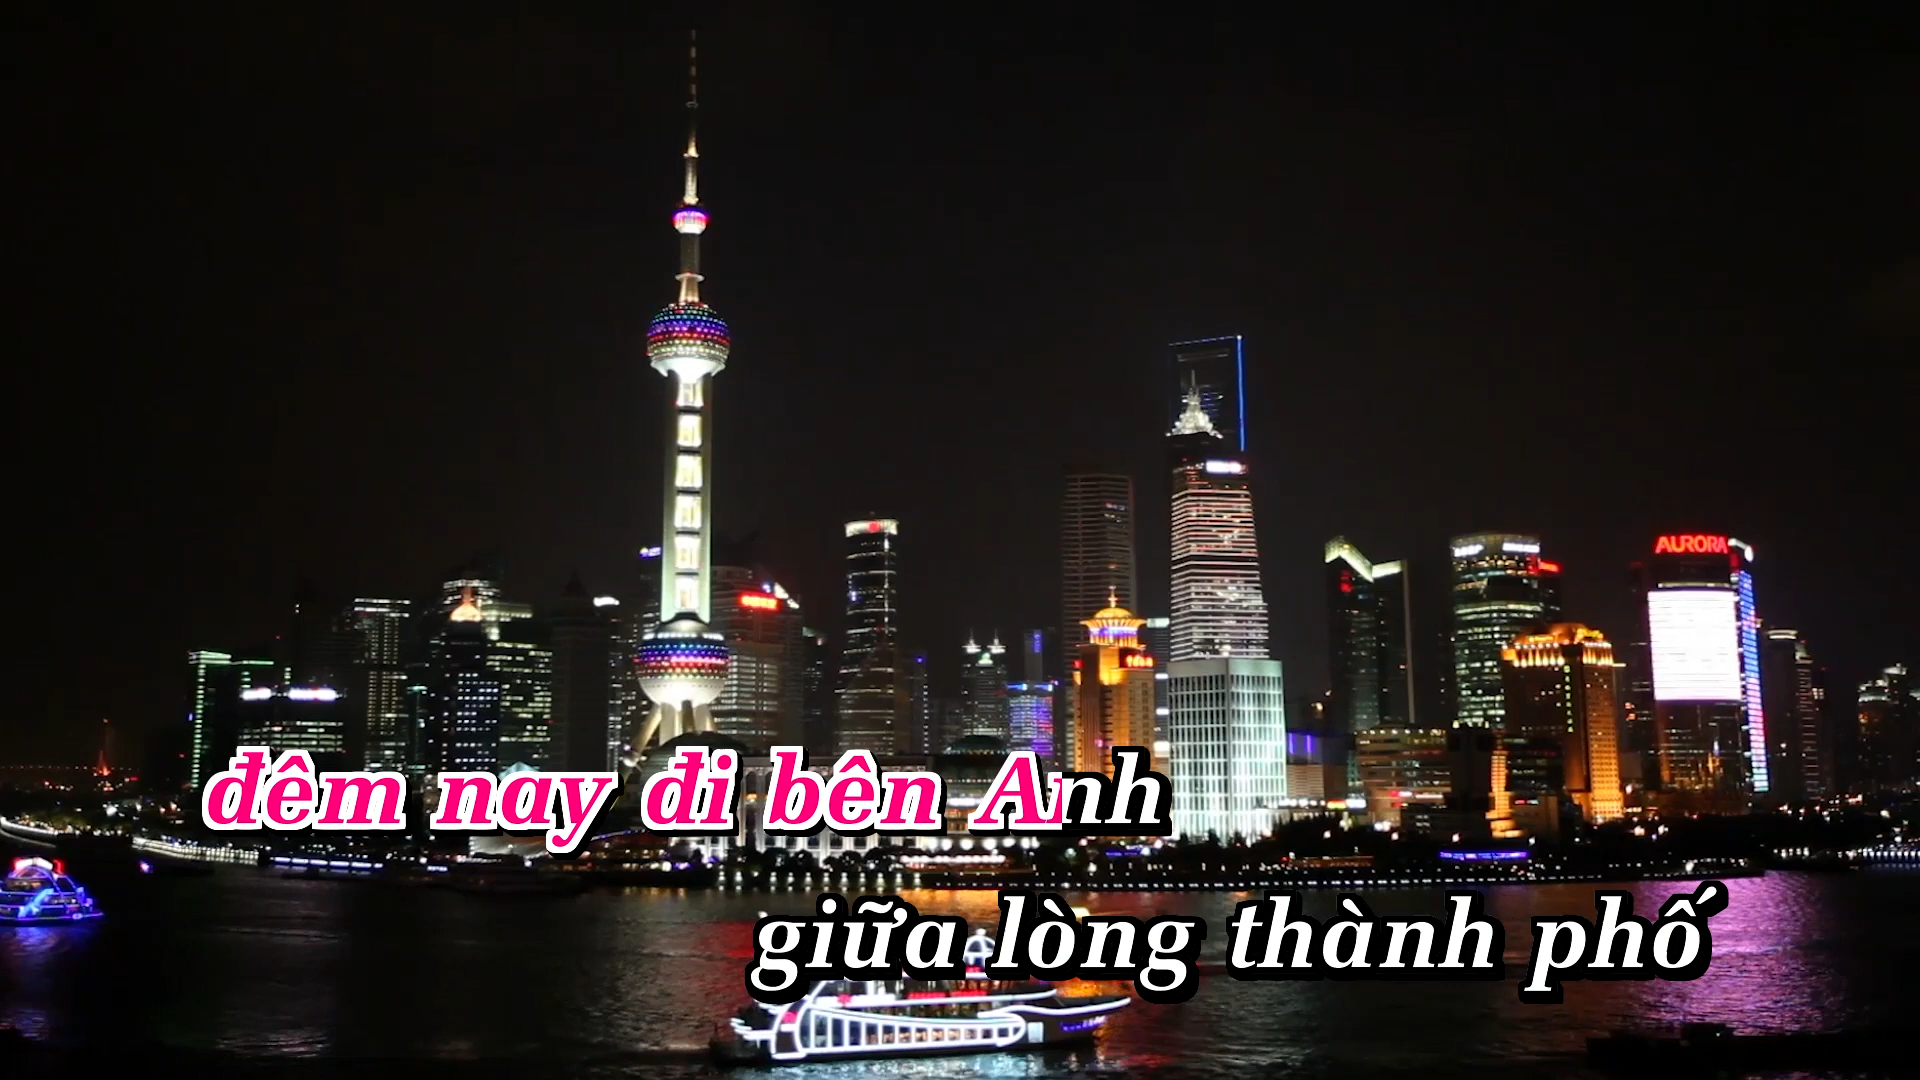 AURORA
đêm nay đi bên Anh
giữa lòng thành phố